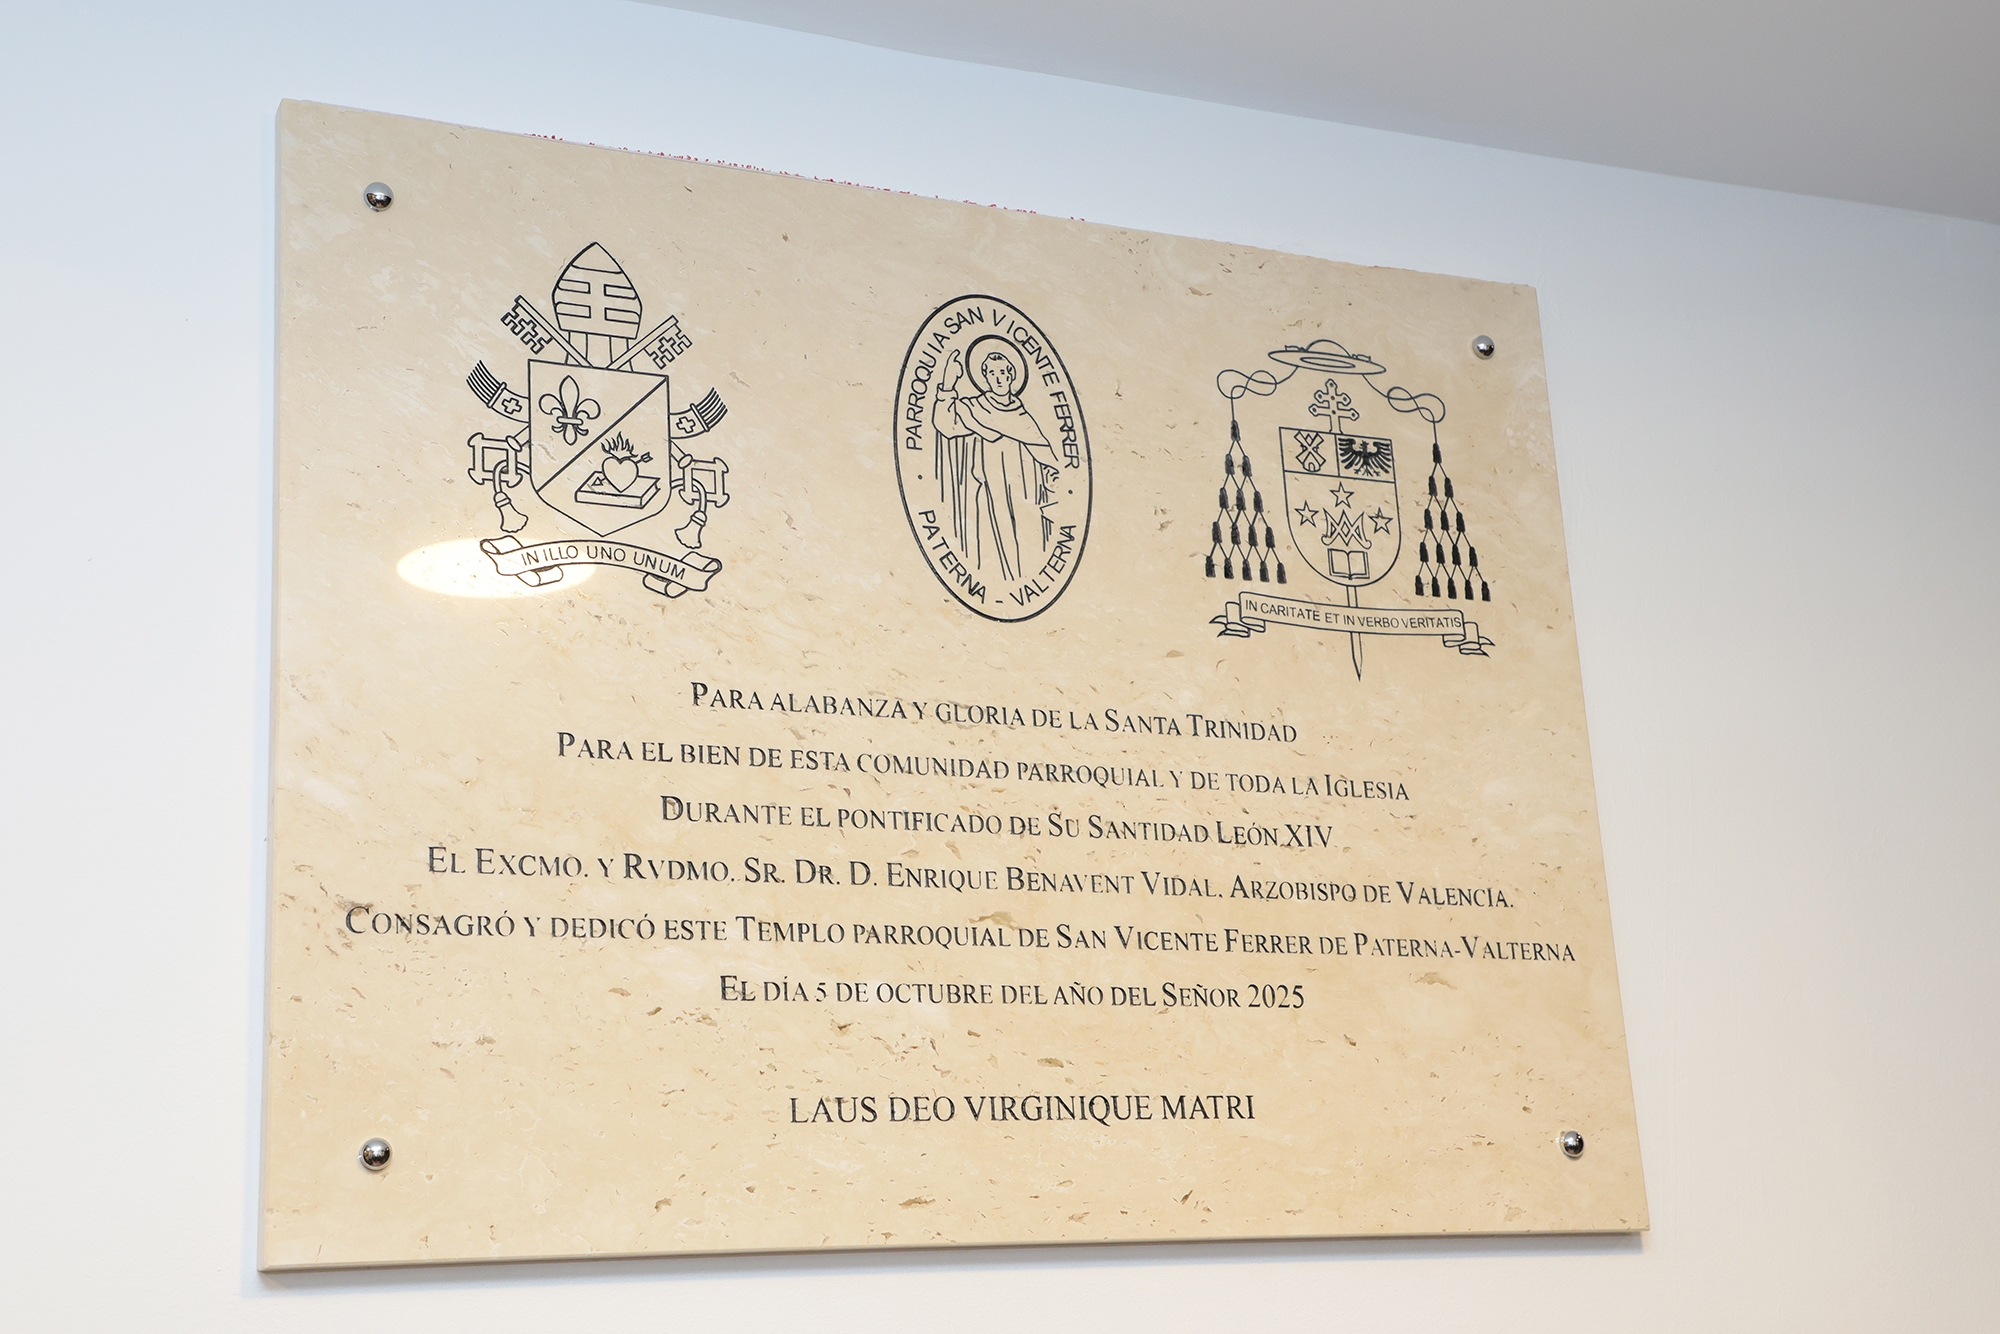 IN ILLO UNO UNUM
PARROQUIA SAN VICENTE FERRER
· PATERNA - VALTERNA ·
IN CARITATE ET IN VERBO VERITATIS
PARA ALABANZA Y GLORIA DE LA SANTA TRINIDAD
PARA EL BIEN DE ESTA COMUNIDAD PARROQUIAL Y DE TODA LA IGLESIA
DURANTE EL PONTIFICADO DE SU SANTIDAD LEÓN XIV
EL EXCMO. Y RVDMO. SR. DR. D. ENRIQUE BENAVENT VIDAL. ARZOBISPO DE VALENCIA.
CONSAGRÓ Y DEDICÓ ESTE TEMPLO PARROQUIAL DE SAN VICENTE FERRER DE PATERNA-VALTERNA
EL DÍA 5 DE OCTUBRE DEL AÑO DEL SEÑOR 2025
LAUS DEO VIRGINIQUE MATRI